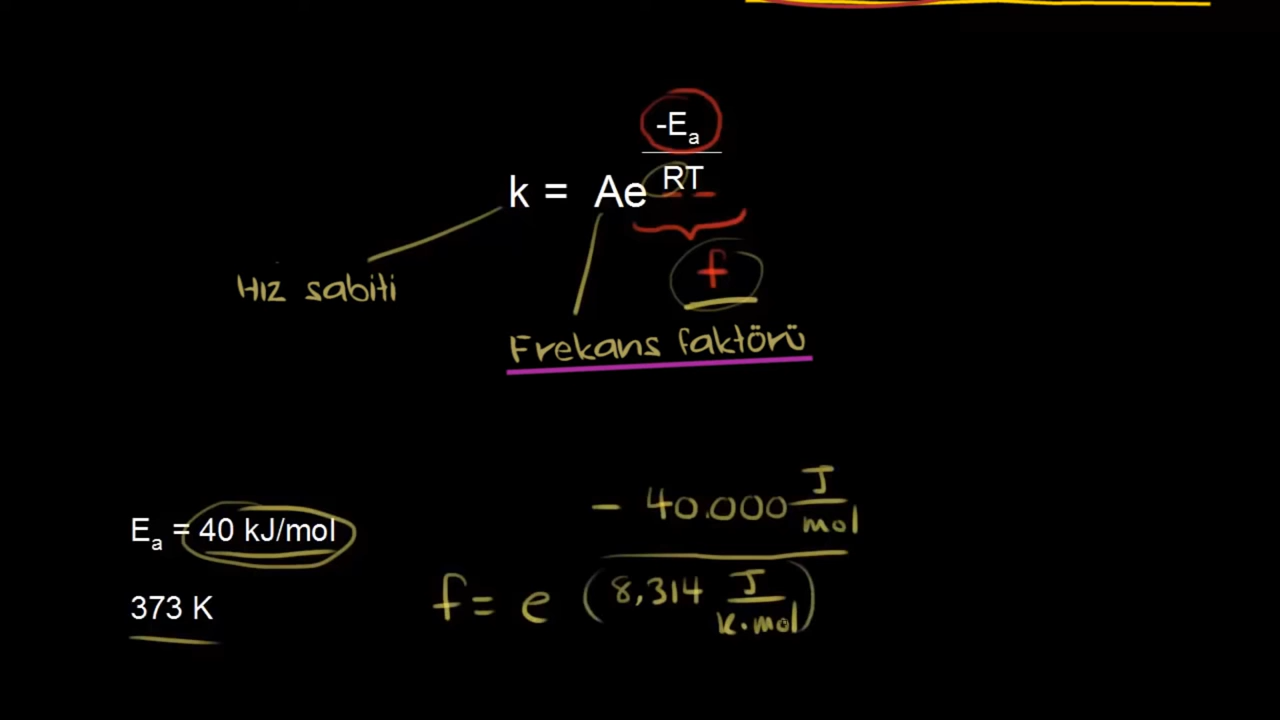 -Ea
k = Ae RT
f
Hız sabiti
Frekans faktörü
Ea = 40 kJ/mol
373 K
- 40.000 J/mol
f = e (8,314 J/K.mol)